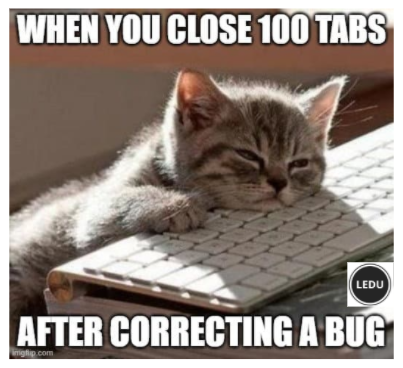 WHEN YOU CLOSE 100 TABS
LEDU
AFTER CORRECTING A BUG
imgflip.com